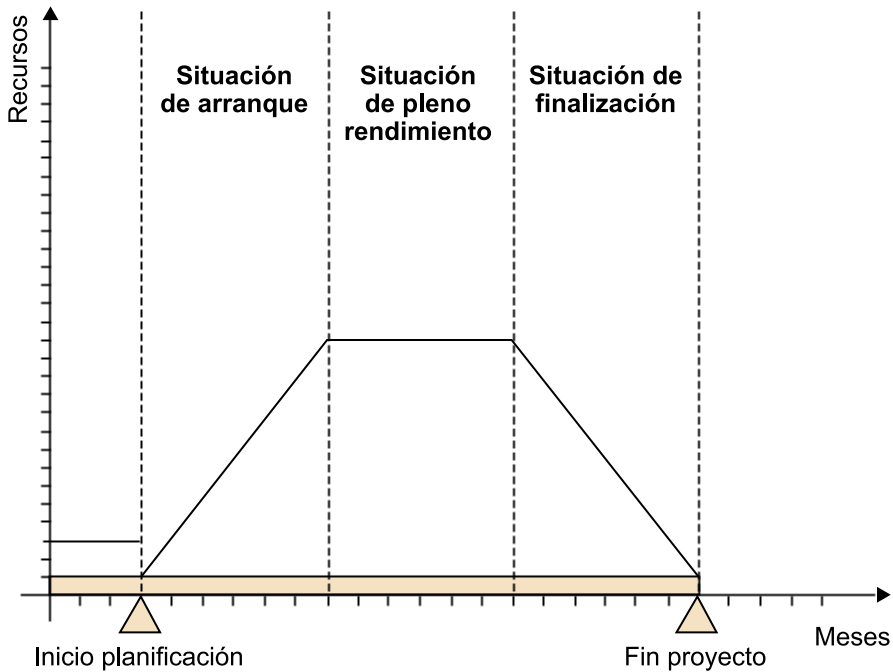 Recursos
Situación
de arranque
Situación
de pleno
rendimiento
Situación de
finalización
Meses
Inicio planificación
Fin proyecto